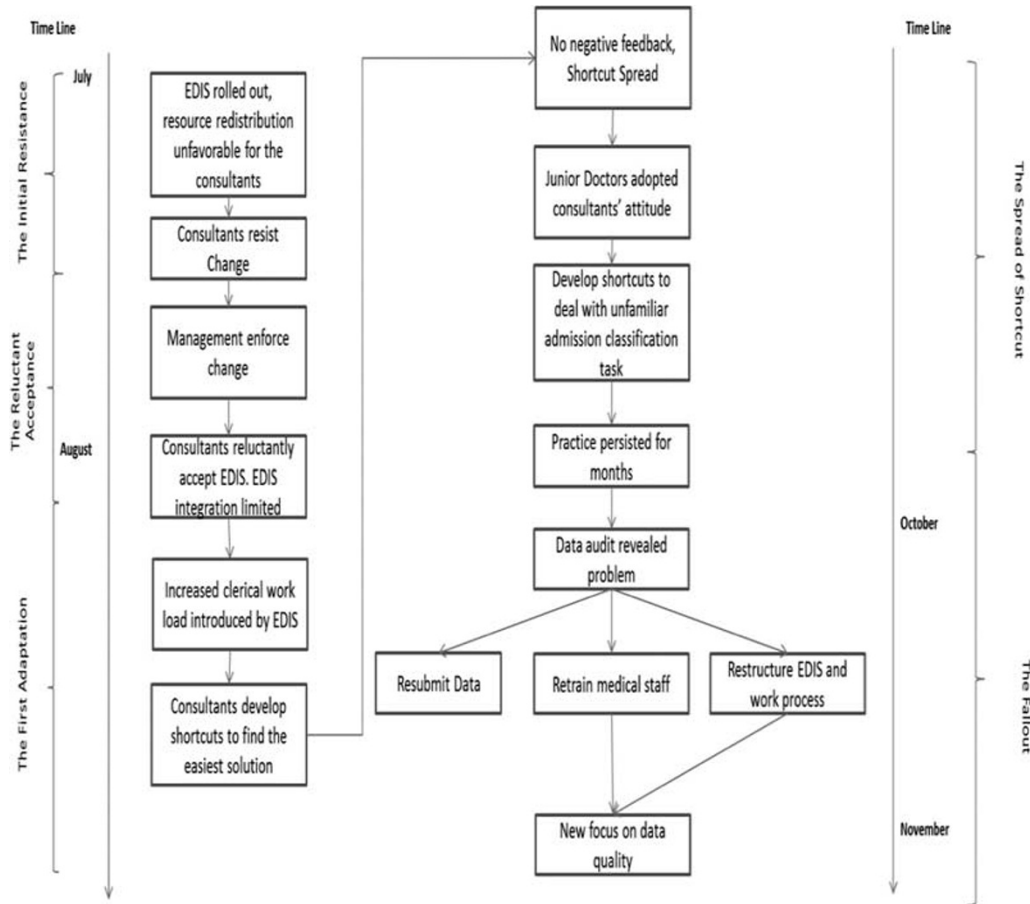 Time Line
July
The Initial Resistance
EDIS rolled out,
resource redistribution
unfavorable for the
consultants
Consultants resist
Change
The Reluctant
Acceptance
Management enforce
change
August
Consultants reluctantly
accept EDIS. EDIS
integration limited
The First Adaptation
Increased clerical work
load introduced by EDIS
Consultants develop
shortcuts to find the
easiest solution
Time Line
The Spread of Shortcut
No negative feedback,
Shortcut Spread
Junior Doctors adopted
consultants' attitude
Develop shortcuts to
deal with unfamiliar
admission classification
task
Practice persisted for
months
October
The Fallout
Data audit revealed
problem
Resubmit Data
Retrain medical staff
Restructure EDIS and
work process
New focus on data
quality
November